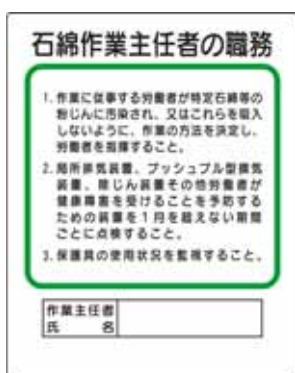 石綿作業主任者の職務
1. 作業に従事する労働者が特定石綿等の
粉じんに汚染され、又はこれらを吸入
しないように、作業の方法を決定し、
労働者を指揮すること。
2. 局所排気装置、プッシュプル型換気
装置、除じん装置その他労働者が
健康障害を受けることを予防する
ための装置を1月を超えない期間
ごとに点検すること。
3. 保護具の使用状況を監視すること。
作業主任者
氏 名